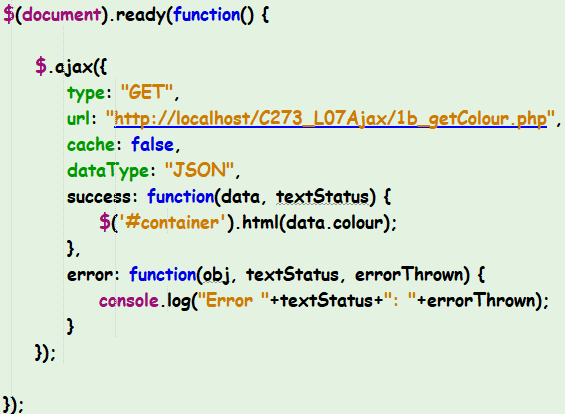 $(document).ready(function() {
$.ajax({
type: "GET",
url: "http://localhost/C273_L07Ajax/1b_getColour.php",
cache: false,
dataType: "JSON",
success: function(data, textStatus) {
$('#container').html(data.colour);
},
error: function(obj, textStatus, errorThrown) {
console.log("Error "+textStatus+": "+errorThrown);
}
});
});